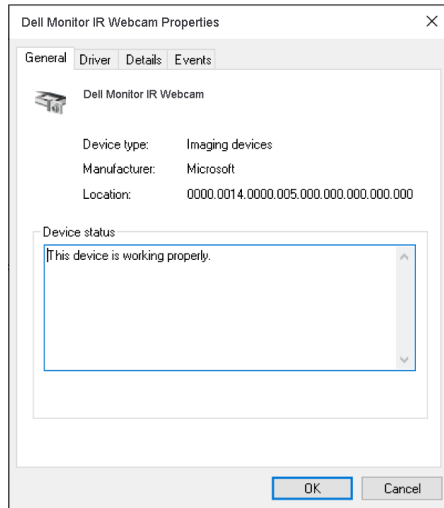 Dell Monitor IR Webcam Properties
General Driver Details Events
Dell Monitor IR Webcam
Device type: Imaging devices
Manufacturer: Microsoft
Location: 0000.0014.0000.005.000.000.000.000.000
Device status
This device is working properly.
OK Cancel